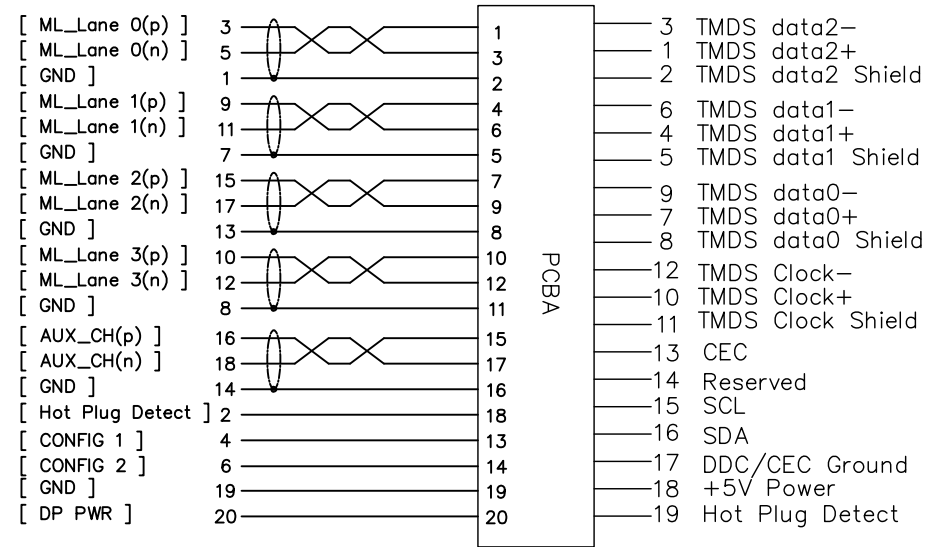 [ ML_Lane 0(p) ] 3 1 3 TMDS data2-
[ ML_Lane 0(n) ] 5 3 1 TMDS data2+
[ GND ] 1 2 2 TMDS data2 Shield
[ ML_Lane 1(p) ] 9 4 6 TMDS data1-
[ ML_Lane 1(n) ] 11 6 4 TMDS data1+
[ GND ] 7 5 5 TMDS data1 Shield
[ ML_Lane 2(p) ] 15 7 9 TMDS data0-
[ ML_Lane 2(n) ] 17 9 7 TMDS data0+
[ GND ] 13 8 8 TMDS data0 Shield
[ ML_Lane 3(p) ] 10 10 12 TMDS Clock-
[ ML_Lane 3(n) ] 12 12 10 TMDS Clock+
[ GND ] 8 11 11 TMDS Clock Shield
[ AUX_CH(p) ] 16 15 13 CEC
[ AUX_CH(n) ] 18 17 14 Reserved
[ GND ] 14 16 15 SCL
[ Hot Plug Detect ] 2 18 16 SDA
[ CONFIG 1 ] 4 13 17 DDC/CEC Ground
[ CONFIG 2 ] 6 14 18 +5V Power
[ GND ] 19 19 19 Hot Plug Detect
[ DP PWR ] 20 20
PCBA